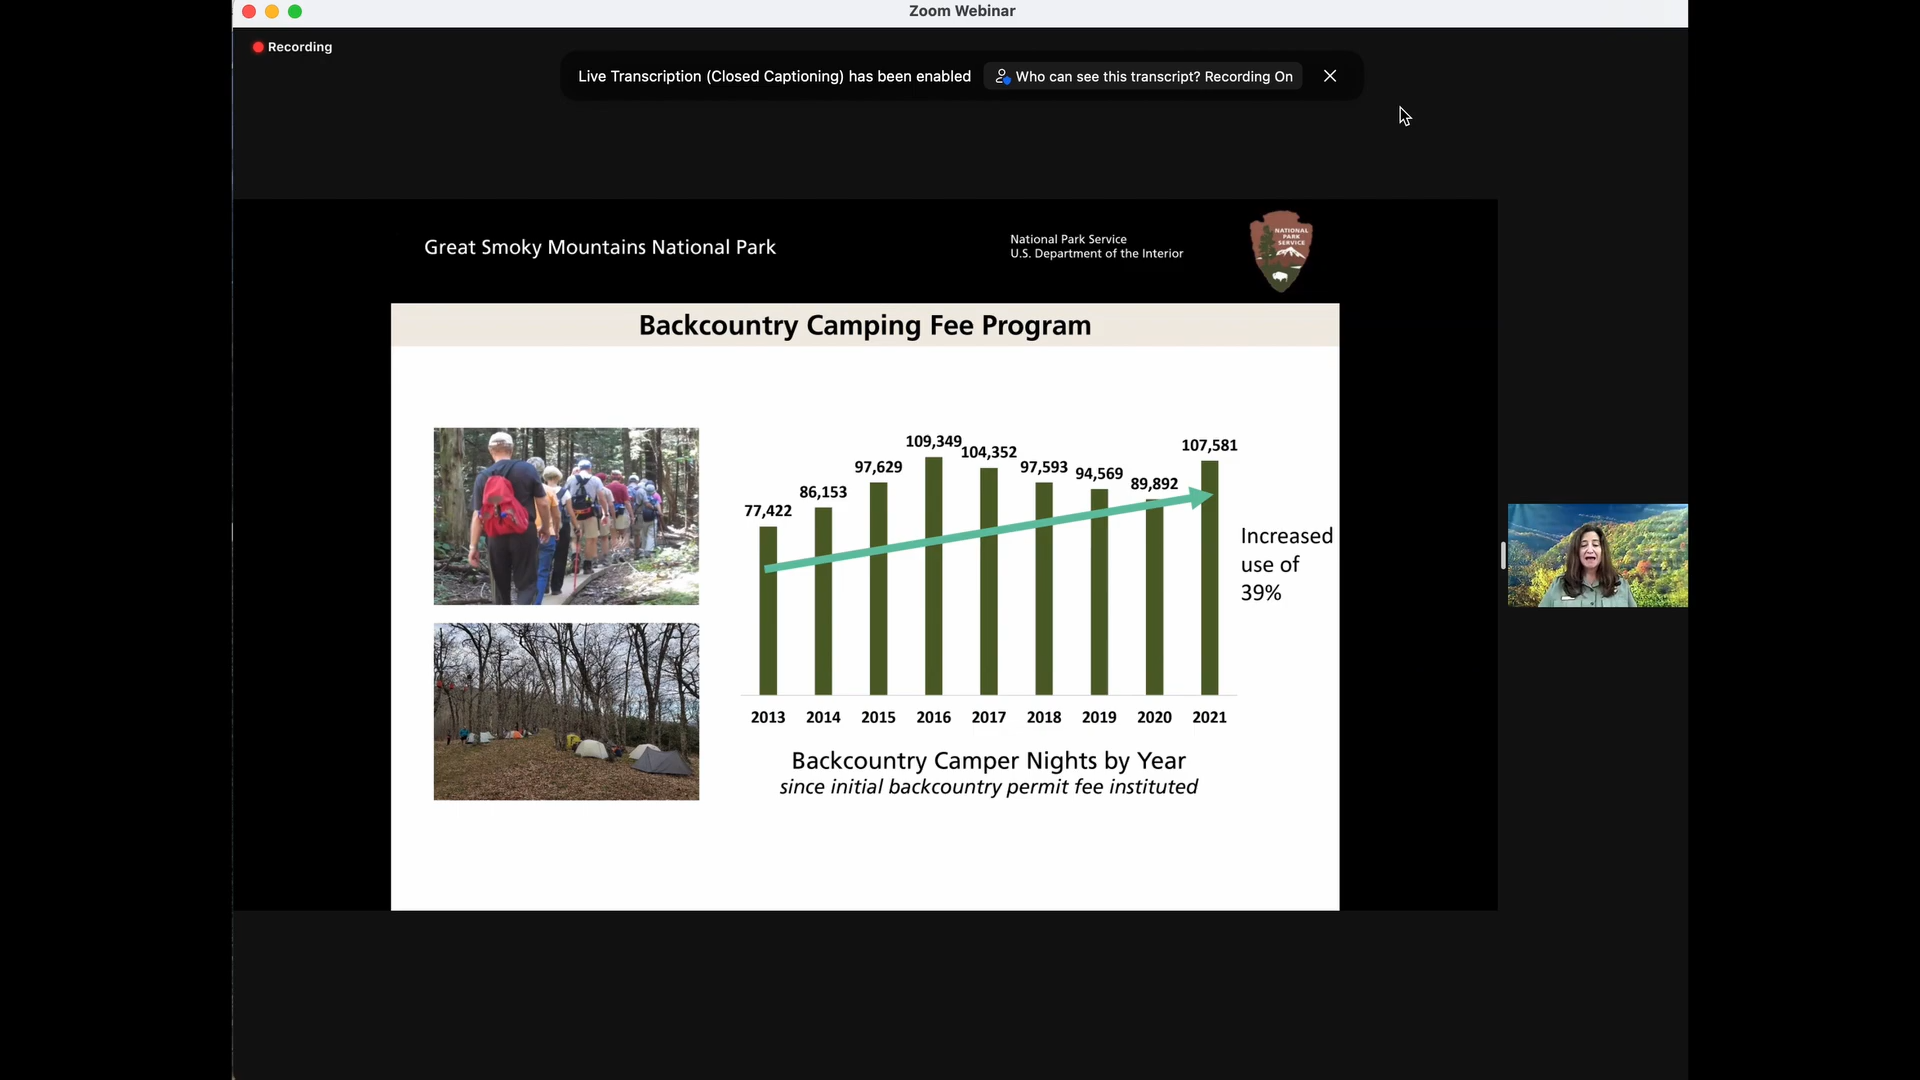 Zoom Webinar
Recording
Live Transcription (Closed Captioning) has been enabled
Who can see this transcript? Recording On
Great Smoky Mountains National Park
National Park Service
U.S. Department of the Interior
NATIONAL
PARK
SERVICE
Backcountry Camping Fee Program
77,422
86,153
97,629
109,349
104,352
97,593
94,569
89,892
107,581
Increased
use of
39%
2013 2014 2015 2016 2017 2018 2019 2020 2021
Backcountry Camper Nights by Year
since initial backcountry permit fee instituted